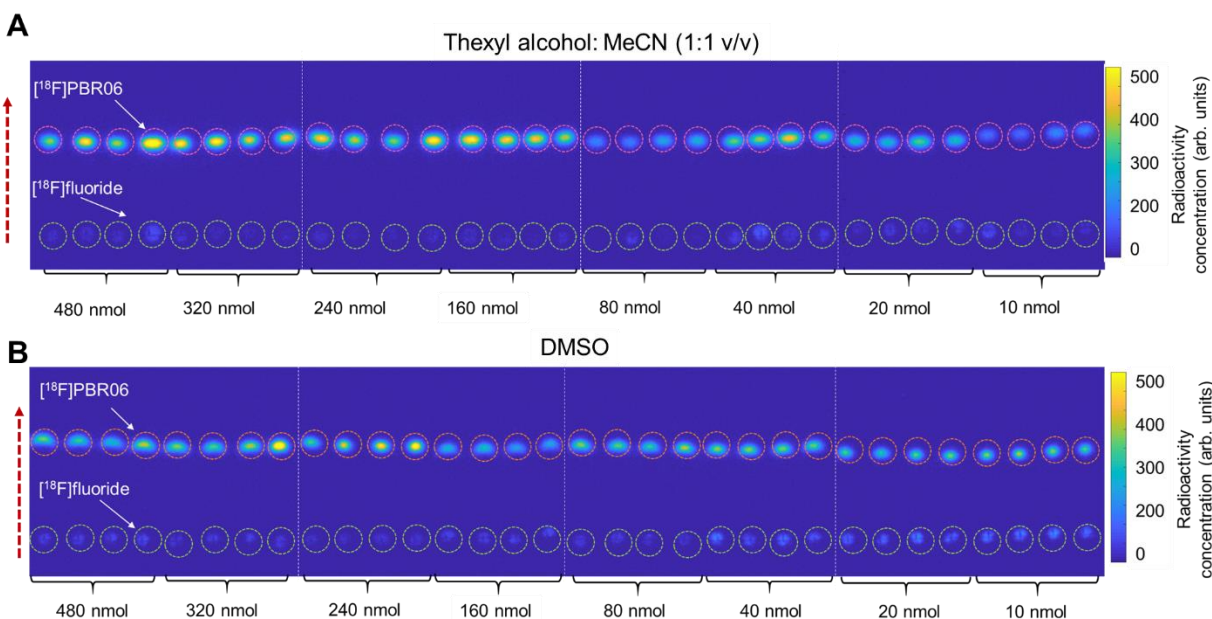 A
Thexyl alcohol: MeCN (1:1 v/v)
[¹⁸F]PBR06
[¹⁸F]fluoride
500
400
300
200
0
Radioactivity
concentration (arb. units)
480 nmol
320 nmol
240 nmol
160 nmol
80 nmol
40 nmol
20 nmol
10 nmol
B
DMSO
[¹⁸F]PBR06
[¹⁸F]fluoride
500
400
300
200
0
Radioactivity
concentration (arb. units)
480 nmol
320 nmol
240 nmol
160 nmol
80 nmol
40 nmol
20 nmol
10 nmol